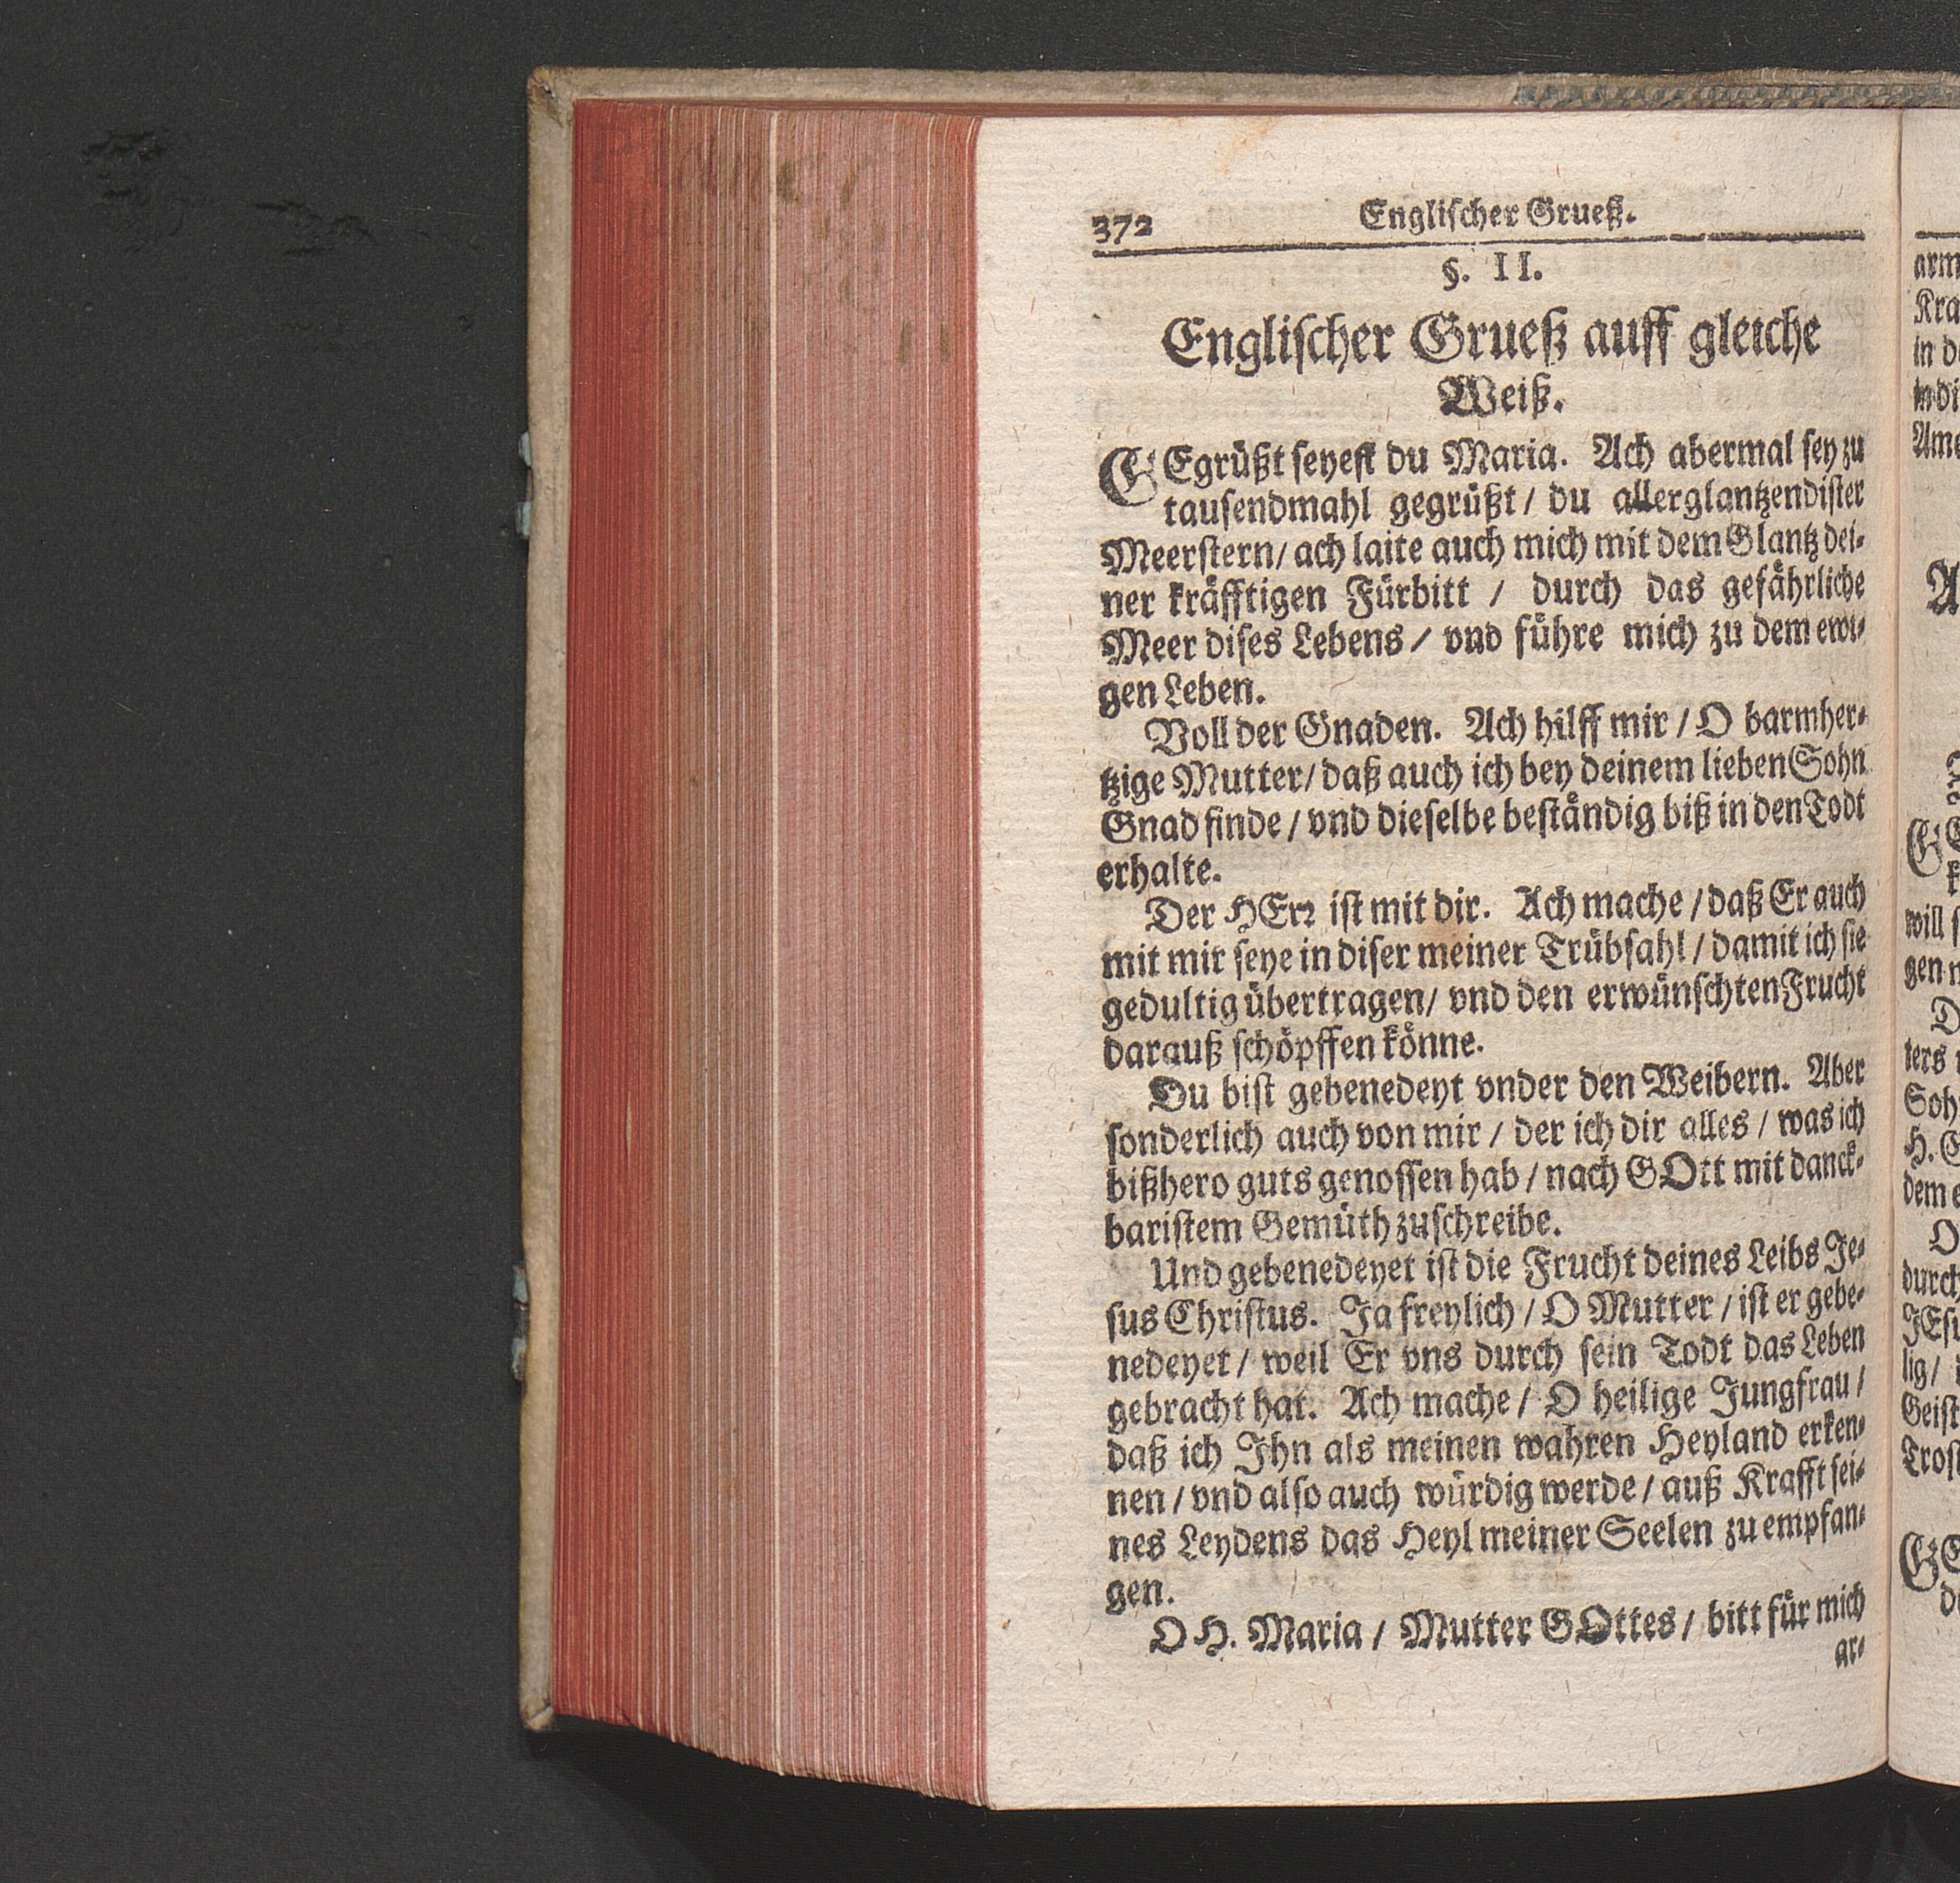 372 Englischer Grueß.
§. II.
Englischer Grueß auff gleiche
Weiß.
GEgrüßt seyest du Maria. Ach abermal sey zu
tausendmahl gegrüßt / du allerglantzendister
Meerstern / ach laite auch mich mit dem Glantz dei-
ner kräfftigen Fürbitt / durch das gefährliche
Meer dises Lebens / vnd führe mich zu dem ewi-
gen Leben.
Voll der Gnaden. Ach hilff mir / O barmher-
tzige Mutter / daß auch ich bey deinem lieben Sohn
Gnad finde / vnd dieselbe beständig biß in den Todt
erhalte.
Der HErr ist mit dir. Ach mache / daß Er auch
mit mir seye in diser meiner Trübsahl / damit ich sie
gedultig übertragen / vnd den erwünschten Frucht
darauß schöpffen könne.
Du bist gebenedeyt vnder den Weibern. Aber
sonderlich auch von mir / der ich dir alles / was ich
bißhero guts genossen hab / nach GOtt mit danck-
baristem Gemüth zuschreibe.
Und gebenedeyet ist die Frucht deines Leibs Je-
sus Christus. Ja freylich / O Mutter / ist er gebe-
nedeyet / weil Er vns durch sein Todt das Leben
gebracht hat. Ach mache / O heilige Jungfrau /
daß ich Ihn als meinen wahren Heyland erken-
nen / vnd also auch würdig werde / auß Krafft sei-
nes Leydens das Heyl meiner Seelen zu empfan-
gen.
O H. Maria / Mutter GOttes / bitt für mich
ar-